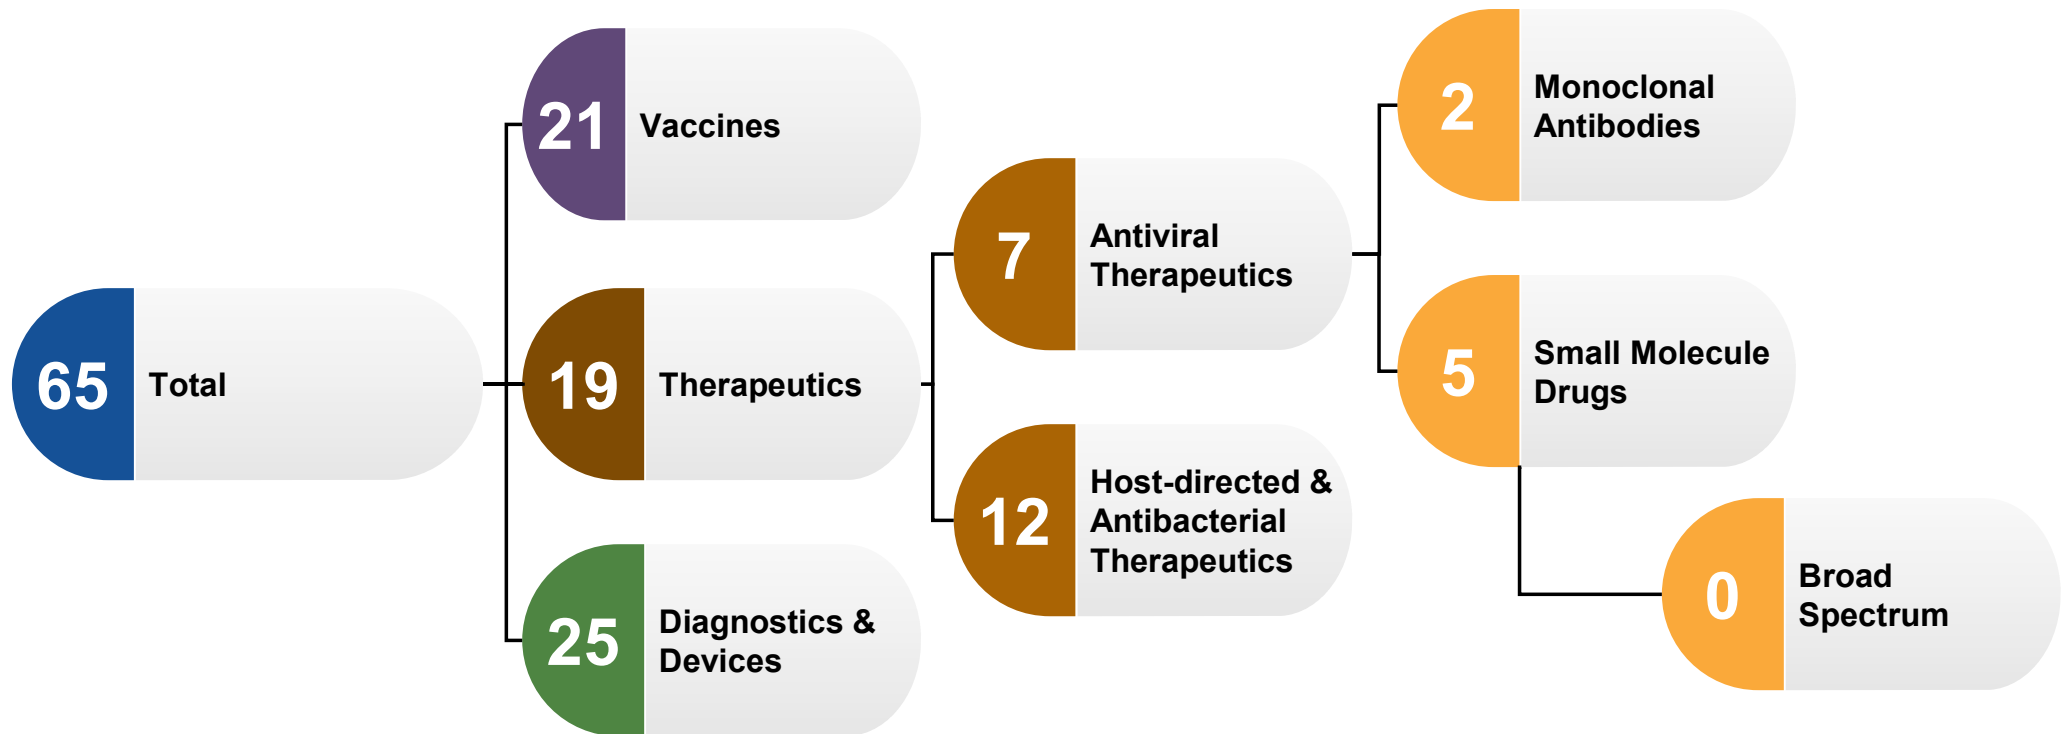 65
Total
21
Vaccines
19
Therapeutics
25
Diagnostics &
Devices
7
Antiviral
Therapeutics
12
Host-directed &
Antibacterial
Therapeutics
2
Monoclonal
Antibodies
5
Small Molecule
Drugs
0
Broad
Spectrum